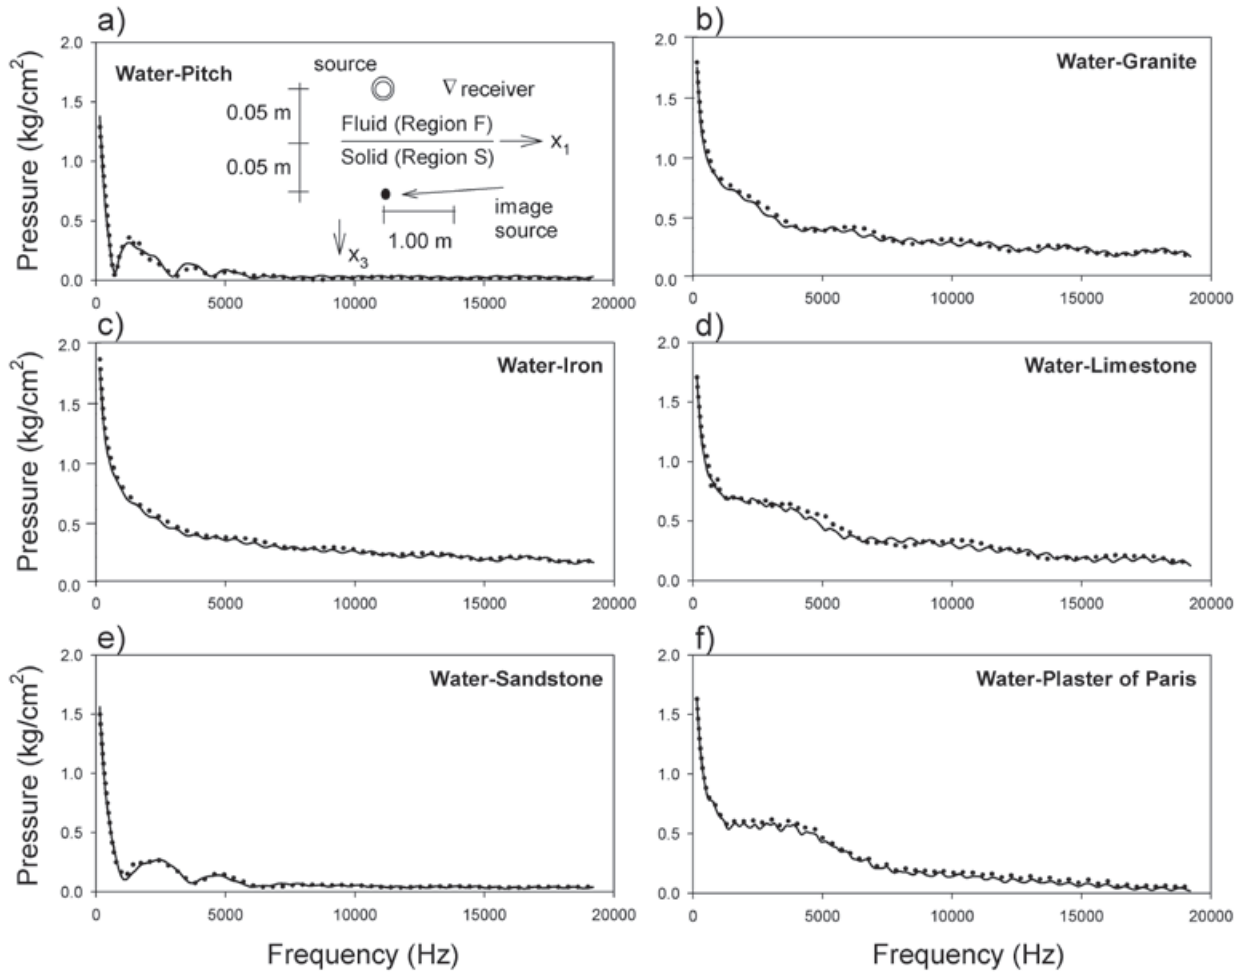 a)
Water-Pitch
Pressure (kg/cm²)
2.0
1.5
1.0
0.5
0.0
0
5000
10000
15000
20000
source
receiver
0.05 m
0.05 m
Fluid (Region F)
Solid (Region S)
x₁
image
source
1.00 m
x₃
b)
Water-Granite
2.0
1.5
1.0
0.5
0.0
0
5000
10000
15000
20000
c)
Water-Iron
Pressure (kg/cm²)
2.0
1.5
1.0
0.5
0.0
0
5000
10000
15000
20000
d)
Water-Limestone
2.0
1.5
1.0
0.5
0.0
0
5000
10000
15000
20000
e)
Water-Sandstone
Pressure (kg/cm²)
2.0
1.5
1.0
0.5
0.0
0
5000
10000
15000
20000
Frequency (Hz)
f)
Water-Plaster of Paris
2.0
1.5
1.0
0.5
0.0
0
5000
10000
15000
20000
Frequency (Hz)